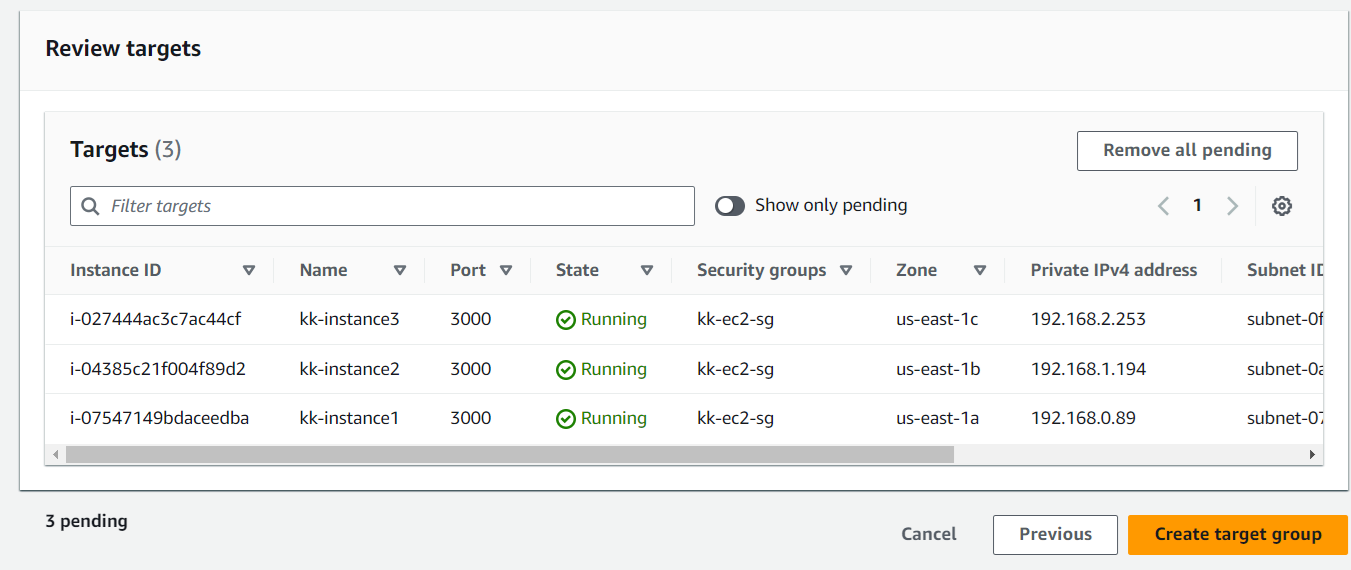 Review targets
Targets (3)
Remove all pending
Filter targets
Show only pending
1
Instance ID Name Port State Security groups Zone Private IPv4 address Subnet ID
i-027444ac3c7ac44cf kk-instance3 3000 Running kk-ec2-sg us-east-1c 192.168.2.253 subnet-0f
i-04385c21f004f89d2 kk-instance2 3000 Running kk-ec2-sg us-east-1b 192.168.1.194 subnet-0a
i-07547149bdaceedba kk-instance1 3000 Running kk-ec2-sg us-east-1a 192.168.0.89 subnet-07
3 pending
Cancel Previous Create target group